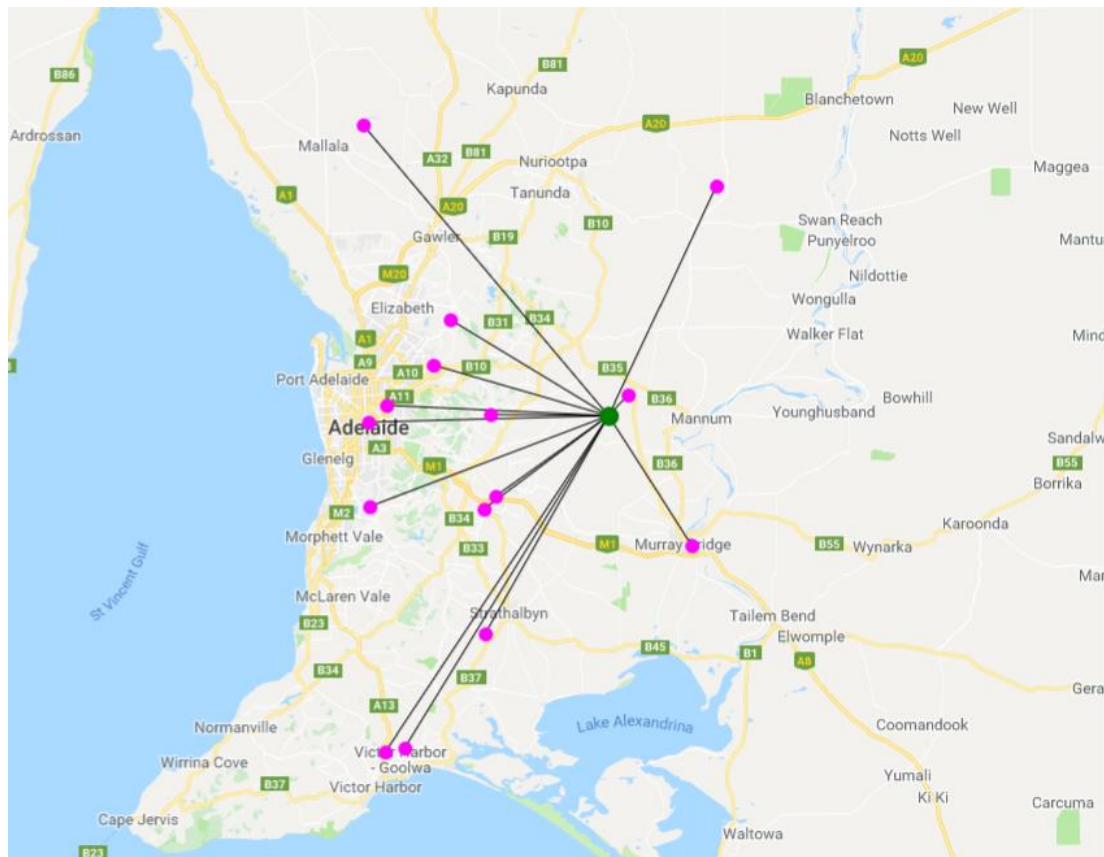 B81
A20
B86
Kapunda
Blanchetown
New Well
Ardrossan
A20
Notts Well
Mallala
A32
B81
Nuriootpa
Maggea
A1
Tanunda
A20
B10
Swan Reach
Gawler
B19
Punyelroo
M20
Nildottie
Elizabeth
Wongulla
B31
B34
Walker Flat
A1
A9
B10
B35
Port Adelaide
A10
A11
B36
Bowhill
Mannum
Younghusband
Adelaide
A3
Glenelg
M1
B36
B55
Borrika
M2
B34
Karoonda
Morphett Vale
B33
M1
Murray Bridge
B55
Wynarka
St Vincent Gulf
McLaren Vale
Strathalbyn
Tailem Bend
B23
Elwomple
B45
B1
A8
B34
B37
A13
Normanville
Lake Alexandrina
Coomandook
Wirrina Cove
Victor Harbor
- Goolwa
B37
Victor Harbor
Yumali
Ki Ki
Carcuma
Cape Jervis
Waltowa
B23